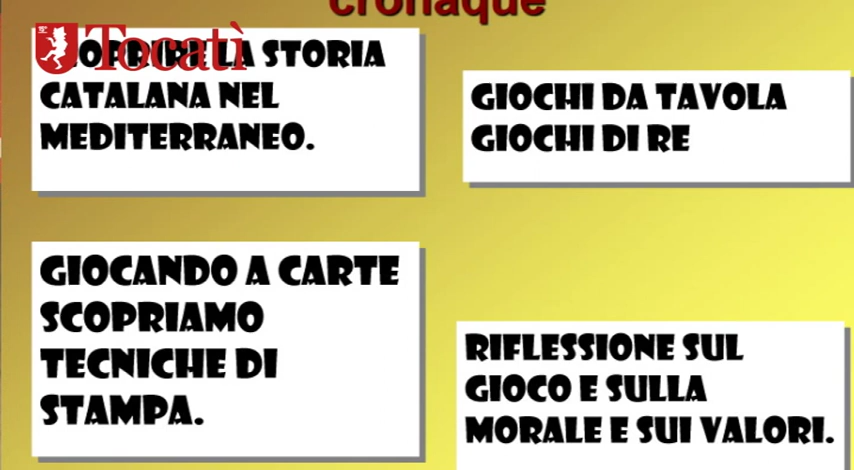 cronaque
Tocatì
LA STORIA
CATALANA NEL
MEDITERRANEO.
GIOCHI DA TAVOLA
GIOCHI DI RE
GIOCANDO A CARTE
SCOPRIAMO
TECNICHE DI
STAMPA.
RIFLESSIONE SUL
GIOCO E SULLA
MORALE E SUI VALORI.